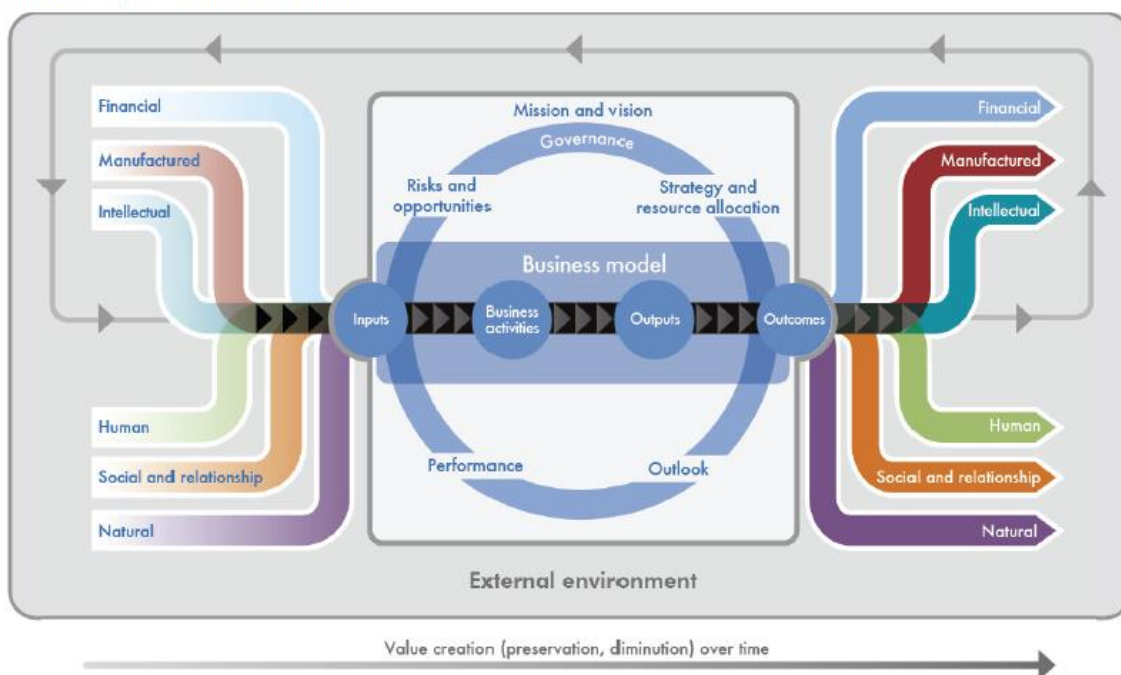 Financial
Manufactured
Intellectual
Human
Social and relationship
Natural
Mission and vision
Governance
Risks and
opportunities
Strategy and
resource allocation
Business model
Inputs
Business
activities
Outputs
Outcomes
Performance
Outlook
Financial
Manufactured
Intellectual
Human
Social and relationship
Natural
External environment
Value creation (preservation, diminution) over time